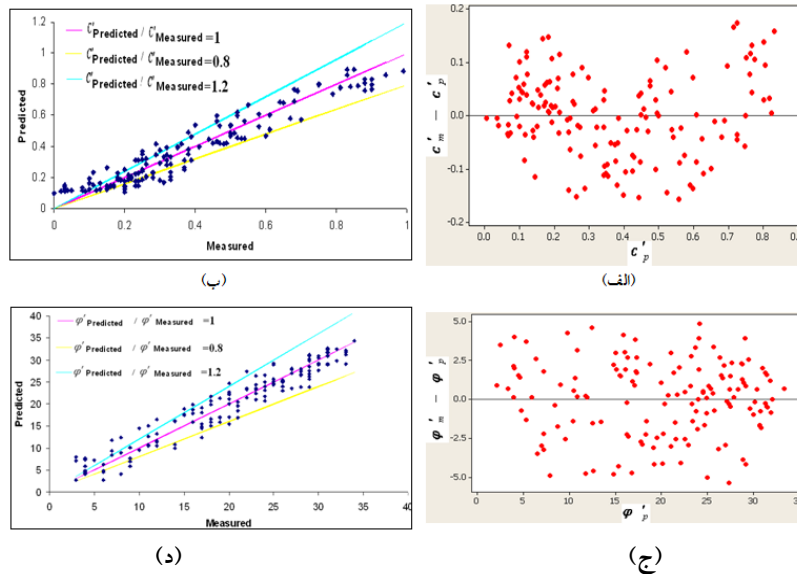 Predicted
1.2
1
0.8
0.6
0.4
0.2
0
C′Predicted / C′Measured=1
C′Predicted / C′Measured=0.8
C′Predicted / C′Measured=1.2
0 0.2 0.4 0.6 0.8 1
Measured
(ب)
c′m − c′p
0.2
0.1
0.0
-0.1
-0.2
0.0 0.1 0.2 0.3 0.4 0.5 0.6 0.7 0.8
c′p
(الف)
Predicted
40
35
30
25
20
15
10
5
0
φ′Predicted / φ′Measured=1
φ′Predicted / φ′Measured=0.8
φ′Predicted / φ′Measured=1.2
0 5 10 15 20 25 30 35 40
Measured
(د)
φ′m − φ′p
5.0
2.5
0.0
-2.5
-5.0
0 5 10 15 20 25 30
φ′p
(ج)